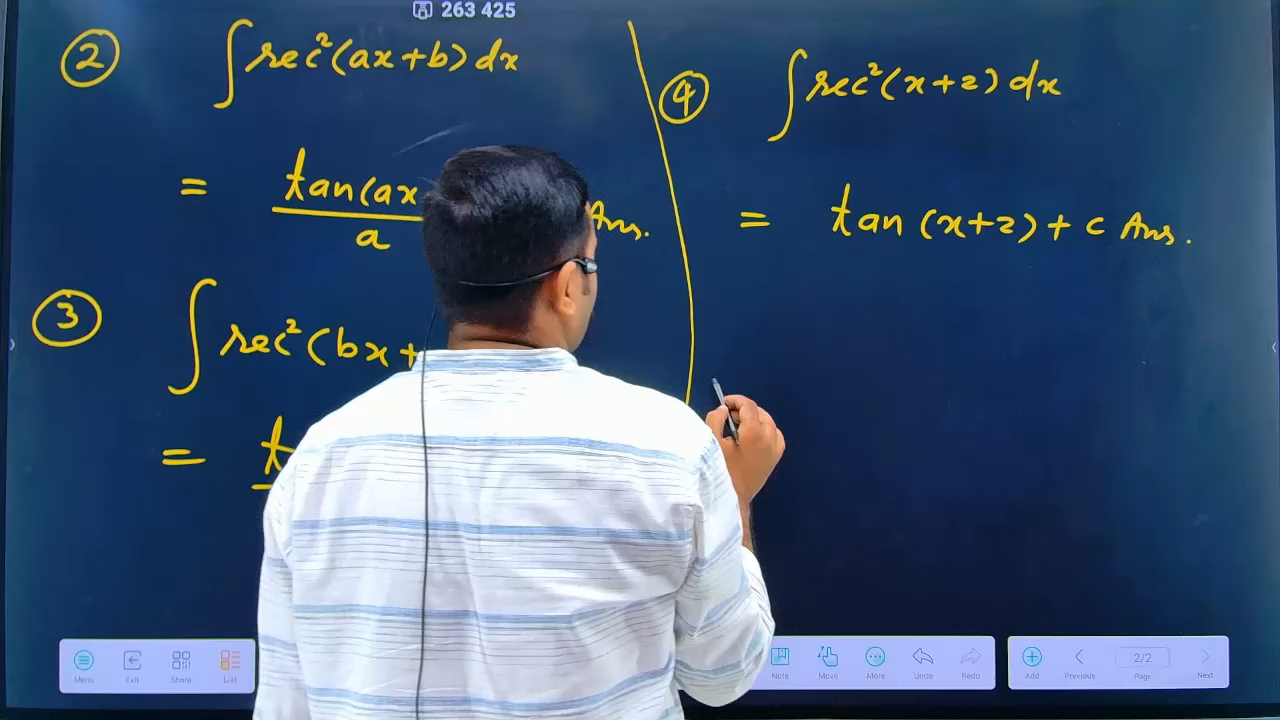 263 425
② ∫sec²(ax+b) dx
= tan(ax
a
Ans.
③ ∫sec²(bx+
= t
④ ∫sec²(x+2) dx
= tan (x+2) + c Ans.
Menu Exit Share List Note Move More Undo Redo Add Previous 2/2 Page Next